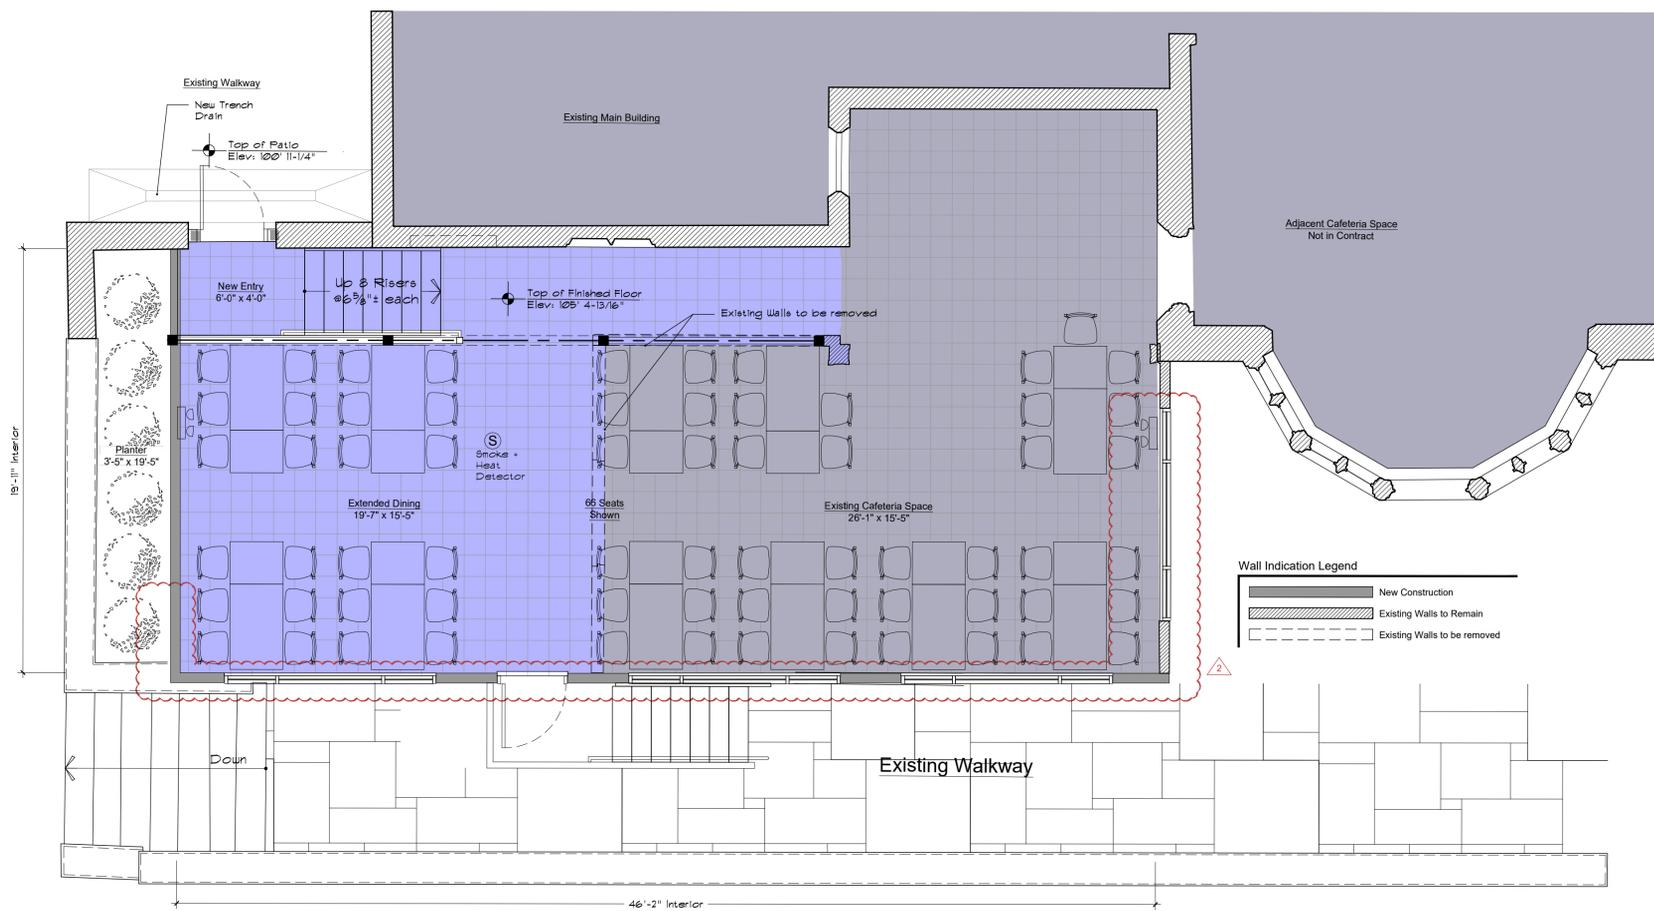 Existing Walkway
New Trench
Drain
Top of Patio
Elev: 100' 11-1/4"
Existing Main Building
Adjacent Cafeteria Space
Not in Contract
New Entry
6'-0" x 4'-0"
Up 8 Risers
@6⅝"± each
Top of Finished Floor
Elev: 105' 4-13/16"
Existing Walls to be removed
19'-11" Interior
Planter
3'-5" x 19'-5"
S
Smoke +
Heat
Detector
Extended Dining
19'-7" x 15'-5"
66 Seats
Shown
Existing Cafeteria Space
26'-1" x 15'-5"
Wall Indication Legend
New Construction
Existing Walls to Remain
Existing Walls to be removed
2
Down
Existing Walkway
46'-2" Interior